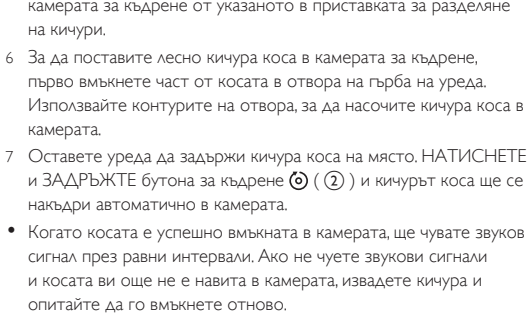 камерата за къдрене от указаното в приставката за разделяне
на кичури.
6 За да поставите лесно кичура коса в камерата за къдрене,
първо вмъкнете част от косата в отвора на гърба на уреда.
Използвайте контурите на отвора, за да насочите кичура коса в
камерата.
7 Оставете уреда да задържи кичура коса на място. НАТИСНЕТЕ
и ЗАДРЪЖТЕ бутона за къдрене ( ② ) и кичурът коса ще се
накъдри автоматично в камерата.
• Когато косата е успешно вмъкната в камерата, ще чувате звуков
сигнал през равни интервали. Ако не чуете звукови сигнали
и косата ви още не е навита в камерата, извадете кичура и
опитайте да го вмъкнете отново.